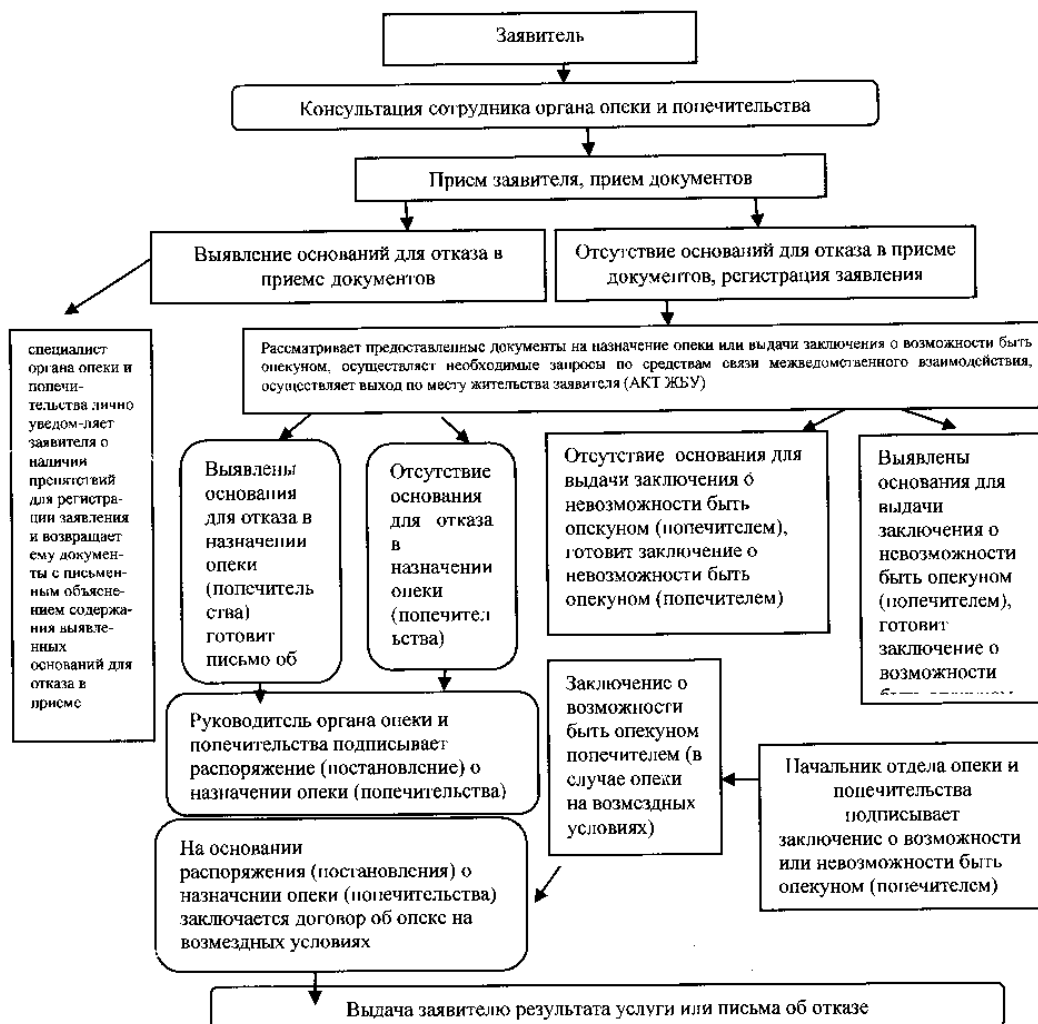 Заявитель
Консультация сотрудника органа опеки и попечительства
Прием заявителя, прием документов
Выявление оснований для отказа в
приеме документов
Отсутствие оснований для отказа в приеме
документов, регистрация заявления
специалист
органа опеки и
попечи-
тельства лично
уведом-ляет
заявителя о
наличии
препятствий
для регистра-
ции заявления
и возвращает
ему докумен-
ты с письмен-
ным объясне-
нием содержа-
ния выявле-
нных
оснований для
отказа в
приеме
Рассматривает предоставленные документы на назначение опеки или выдачи заключения о возможности быть
опекуном, осуществляет необходимые запросы по средствам связи межведомственного взаимодействия,
осуществляет выход по месту жительства заявителя (АКТ ЖБУ)
Выявлены
основания
для отказа в
назначении
опеки
(попечитель
ства)
готовит
письмо об
Отсутствие
основания
для отказа
в
назначении
опеки
(попечител
ьства)
Отсутствие основания для
выдачи заключения о
невозможности быть
опекуном (попечителем),
готовит заключение о
невозможности быть
опекуном (попечителем)
Выявлены
основания для
выдачи
заключения о
невозможности
быть опекуном
(попечителем),
готовит
заключение о
возможности
быть опекуном
Руководитель органа опеки и
попечительства подписывает
распоряжение (постановление) о
назначении опеки (попечительства)
Заключение о
возможности
быть опекуном
попечителем (в
случае опеки
на возмездных
условиях)
Начальник отдела опеки и
попечительства
подписывает
заключение о возможности
или невозможности быть
опекуном (попечителем)
На основании
распоряжения (постановления) о
назначении опеки (попечительства)
заключается договор об опеке на
возмездных условиях
Выдача заявителю результата услуги или письма об отказе